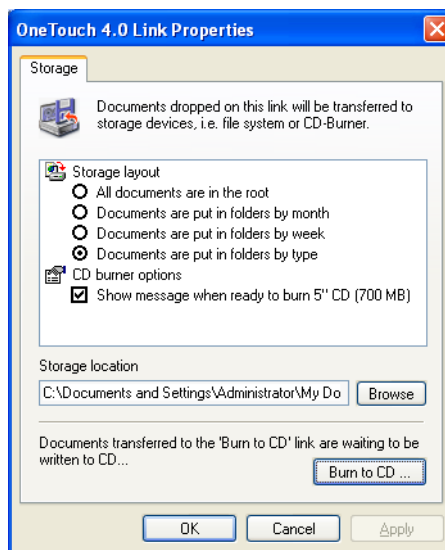 OneTouch 4.0 Link Properties
Storage
Documents dropped on this link will be transferred to
storage devices, i.e. file system or CD-Burner.
Storage layout
All documents are in the root
Documents are put in folders by month
Documents are put in folders by week
Documents are put in folders by type
CD burner options
Show message when ready to burn 5" CD (700 MB)
Storage location
C:\Documents and Settings\Administrator\My Do
Browse
Documents transferred to the 'Burn to CD' link are waiting to be
written to CD...
Burn to CD ...
OK Cancel Apply